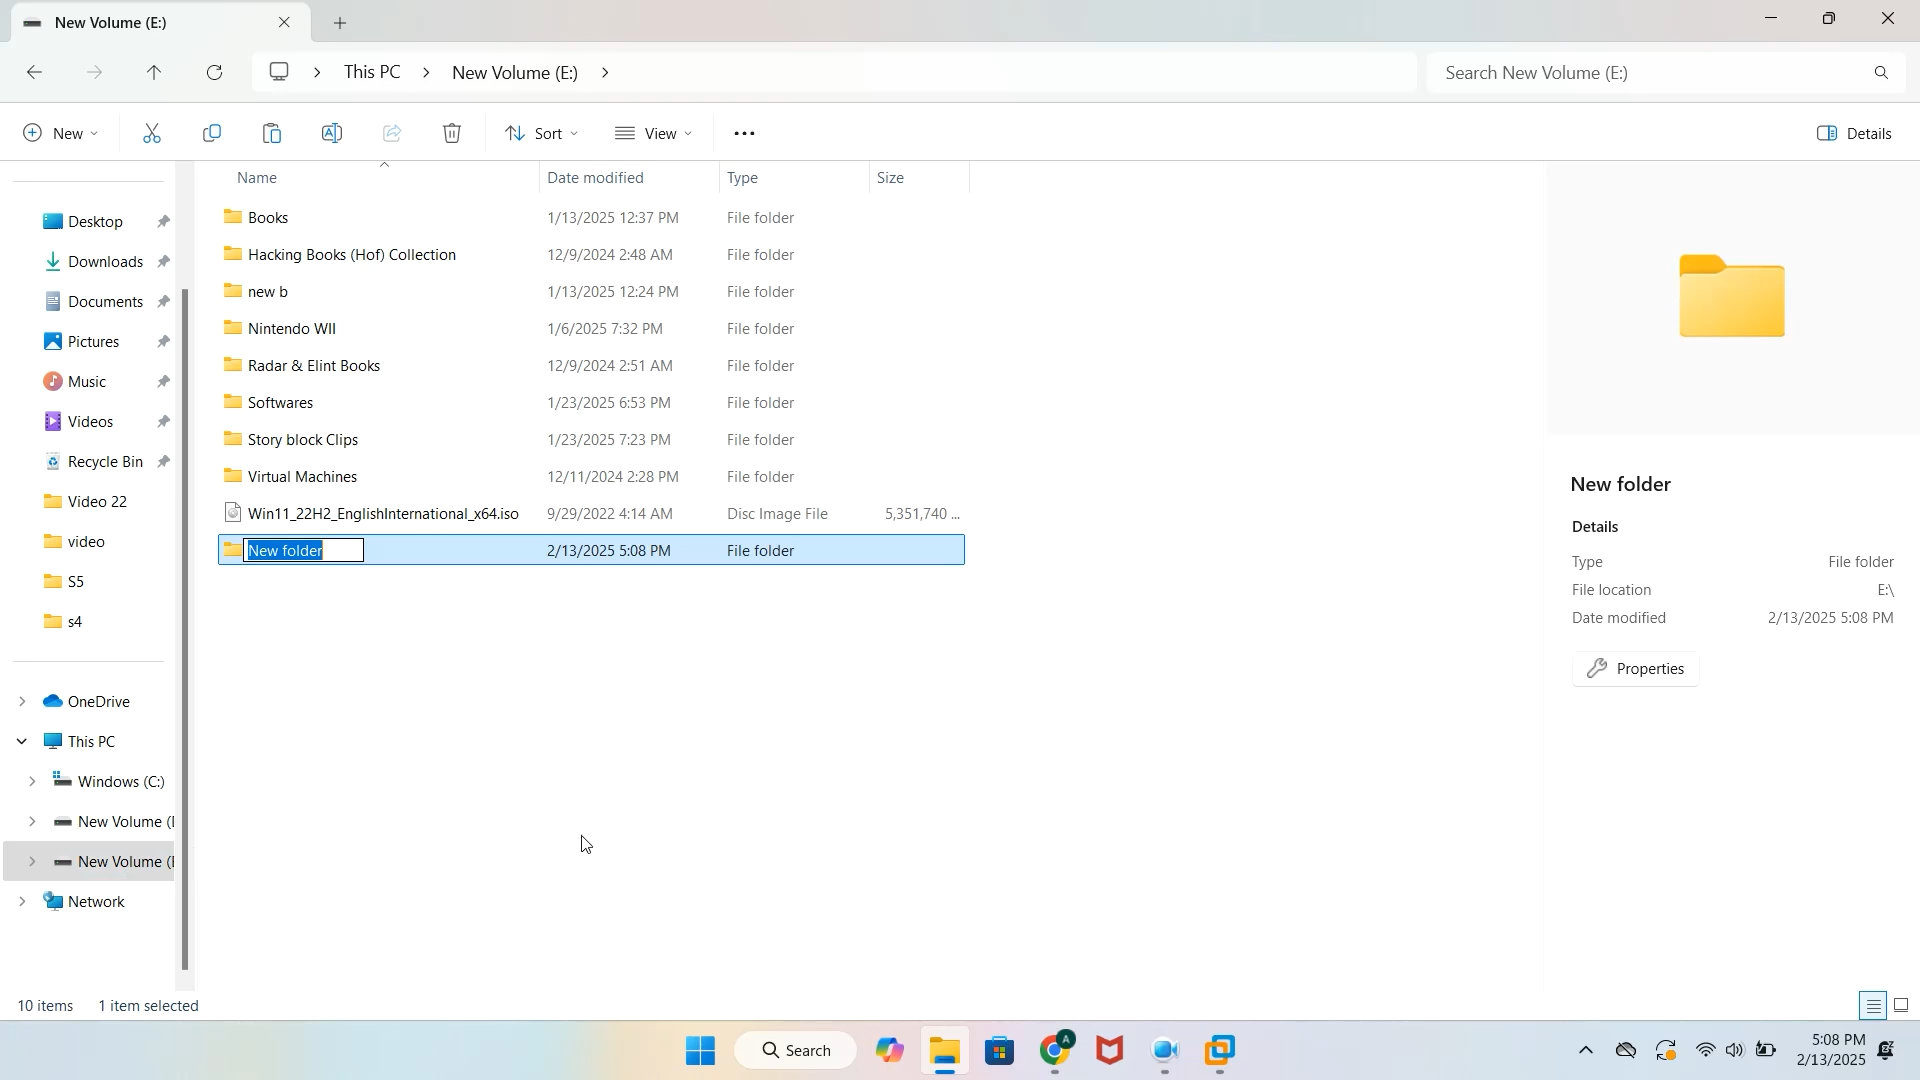 New Volume (E:)
This PC
New Volume (E:)
Search New Volume (E:)
New
Sort
View
Details
Name
Date modified
Type
Size
Books
1/13/2025 12:37 PM
File folder
Hacking Books (Hof) Collection
12/9/2024 2:48 AM
File folder
new b
1/13/2025 12:24 PM
File folder
Nintendo WII
1/6/2025 7:32 PM
File folder
Radar & Elint Books
12/9/2024 2:51 AM
File folder
Softwares
1/23/2025 6:53 PM
File folder
Story block Clips
1/23/2025 7:23 PM
File folder
Virtual Machines
12/11/2024 2:28 PM
File folder
Win11_22H2_EnglishInternational_x64.iso
9/29/2022 4:14 AM
Disc Image File
5,351,740 ...
New folder
2/13/2025 5:08 PM
File folder
Desktop
Downloads
Documents
Pictures
Music
Videos
Recycle Bin
Video 22
video
S5
s4
OneDrive
This PC
Windows (C:)
New Volume (
New Volume (
Network
New folder
Details
Type
File folder
File location
E:\
Date modified
2/13/2025 5:08 PM
Properties
10 items
1 item selected
Search
A
5:08 PM
2/13/2025